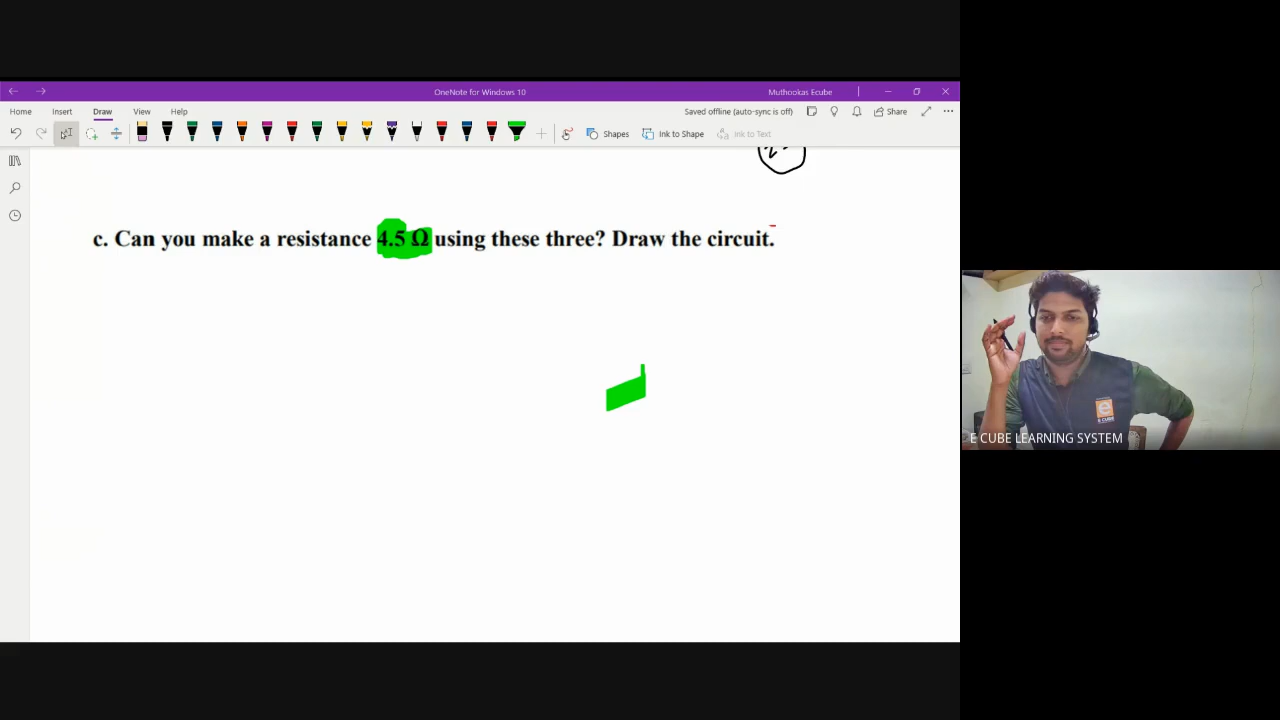 OneNote for Windows 10
Muthookas Ecube
Home Insert Draw View Help
Saved offline (auto-sync is off)
Share
Shapes
Ink to Shape
Ink to Text
c. Can you make a resistance 4.5 Ω using these three? Draw the circuit.
e
E CUBE
E CUBE LEARNING SYSTEM